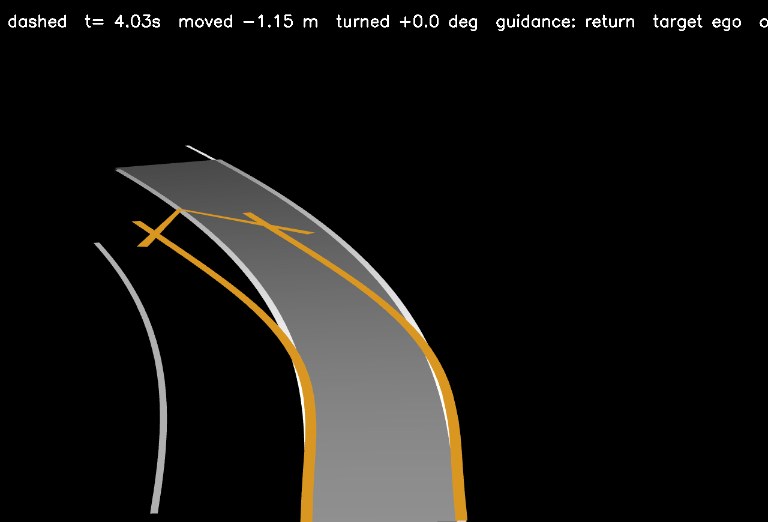 dashed t= 4.03s moved −1.15 m turned +0.0 deg guidance: return target ego